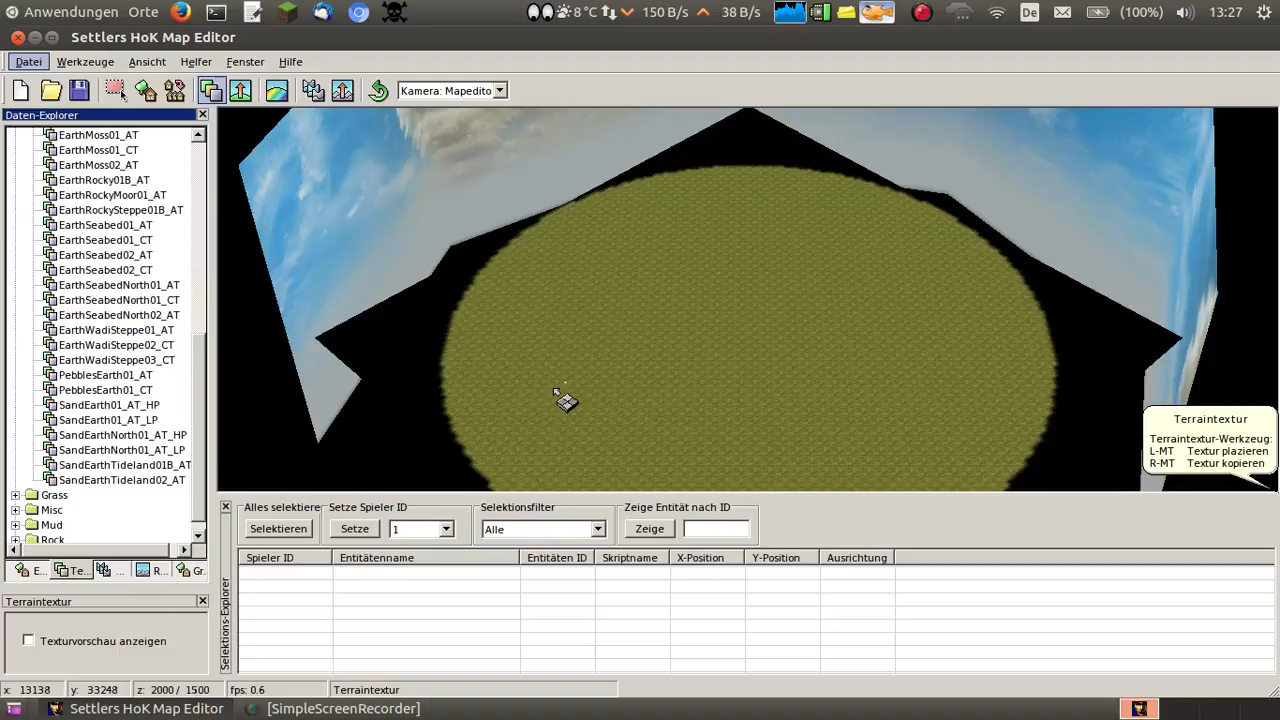 Anwendungen Orte
8 °C 150 B/s 38 B/s De (100%) 13:27
Settlers HoK Map Editor
Datei Werkzeuge Ansicht Helfer Fenster Hilfe
Kamera: Mapedito
Daten-Explorer
EarthMoss01_AT
EarthMoss01_CT
EarthMoss02_AT
EarthRocky01B_AT
EarthRockyMoor01_AT
EarthRockySteppe01B_AT
EarthSeabed01_AT
EarthSeabed01_CT
EarthSeabed02_AT
EarthSeabed02_CT
EarthSeabedNorth01_AT
EarthSeabedNorth01_CT
EarthSeabedNorth02_AT
EarthWadiSteppe01_AT
EarthWadiSteppe02_CT
EarthWadiSteppe03_CT
PebblesEarth01_AT
PebblesEarth01_CT
SandEarth01_AT_HP
SandEarth01_AT_LP
SandEarthNorth01_AT_HP
SandEarthNorth01_AT_LP
SandEarthTideland01B_AT
SandEarthTideland02_AT
Grass
Misc
Mud
Rock
E... Te... ... R... Gr.
Terraintextur
Texturvorschau anzeigen
Terraintextur
Terraintextur-Werkzeug:
L-MT Textur plazieren
R-MT Textur kopieren
Alles selektiere Setze Spieler ID Selektionsfilter Zeige Entität nach ID
Selektieren Setze 1 Alle Zeige
Selektions-Explorer
Spieler ID Entitätenname Entitäten ID Skriptname X-Position Y-Position Ausrichtung
x: 13138 y: 33248 z: 2000 / 1500 fps: 0.6 Terraintextur
Settlers HoK Map Editor [SimpleScreenRecorder]